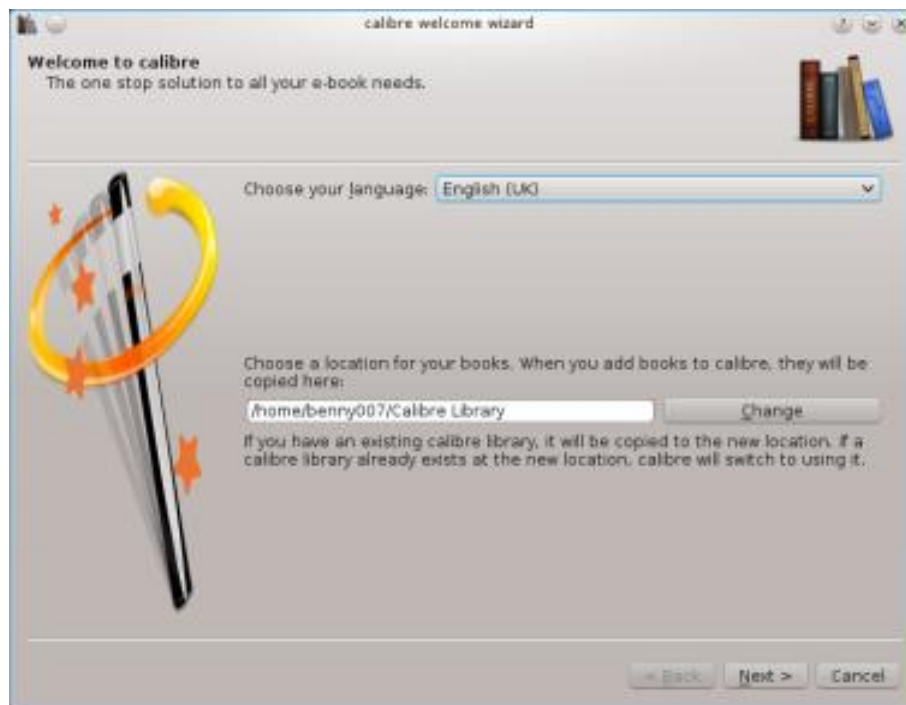 calibre welcome wizard
Welcome to calibre
The one stop solution to all your e-book needs.
Choose your language: English (UK)
Choose a location for your books. When you add books to calibre, they will be
copied here:
/home/benny007/Calibre Library Change
If you have an existing calibre library, it will be copied to the new location. If a
calibre library already exists at the new location, calibre will switch to using it.
< Back Next > Cancel